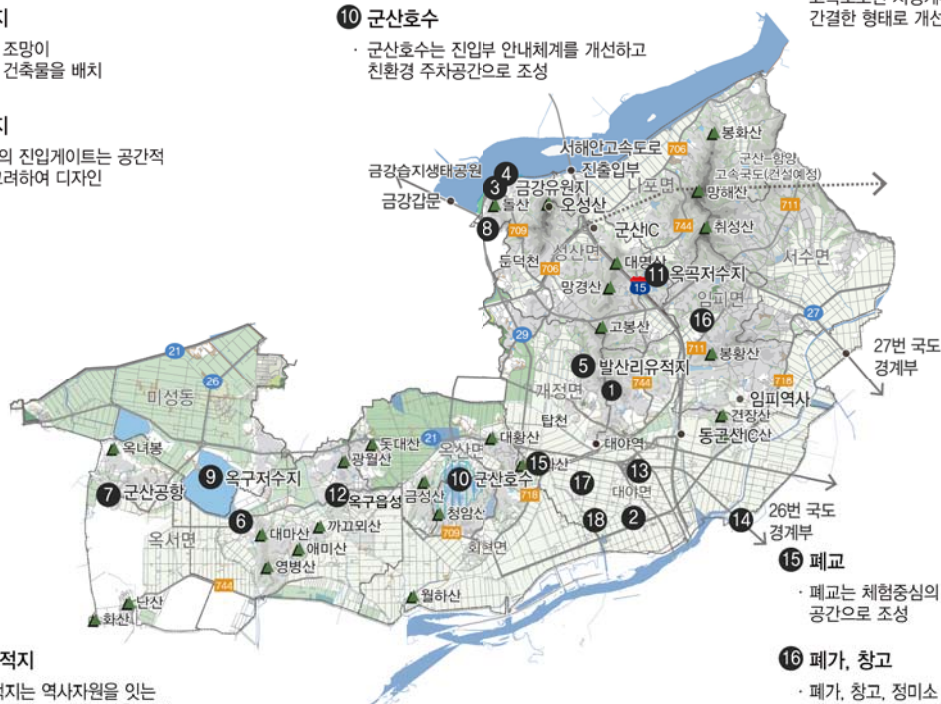 지
조망이
건축물을 배치
지
의 진입게이트는 공간적
그려하여 디자인
10 군산호수
· 군산호수는 진입부 안내체계를 개선하고
친환경 주차공간으로 조성
간결한 형태로 개선
봉화산
서해안고속도로
706
진출입부
군산-함양
고속국도(건설예정)
금강습지생태공원
4
3
금강유원지
나포면
망해산
금강갑문
돌산
오성산
711
8
709
군산IC
744
취성산
성산면
서수면
둔덕천
706
대명산
11 옥곡저수지
망경산
15
임피면
16
27
고봉산
29
21
711
봉황산
27번 국도
경계부
5 발산리유적지
26
개정면
744
718
미성동
1
임피역사
탑천
건장산
동군산IC
산
대야역
돗대산
21
대황산
옥산면
옥녀봉
광월산
15
산
13
9 옥구저수지
10 군산호수
17
대야면
7 군산공항
12 옥구읍성
금성산
718
6
청암산
18
2
14
26번 국도
경계부
대마산
까끄뫼산
709
회현면
옥서면
애미산
영병산
744
월하산
단산
화산
15 폐교
· 폐교는 체험중심의
공간으로 조성
적지
적지는 역사자원을 잇는
16 폐가, 창고
· 폐가, 창고, 정미소